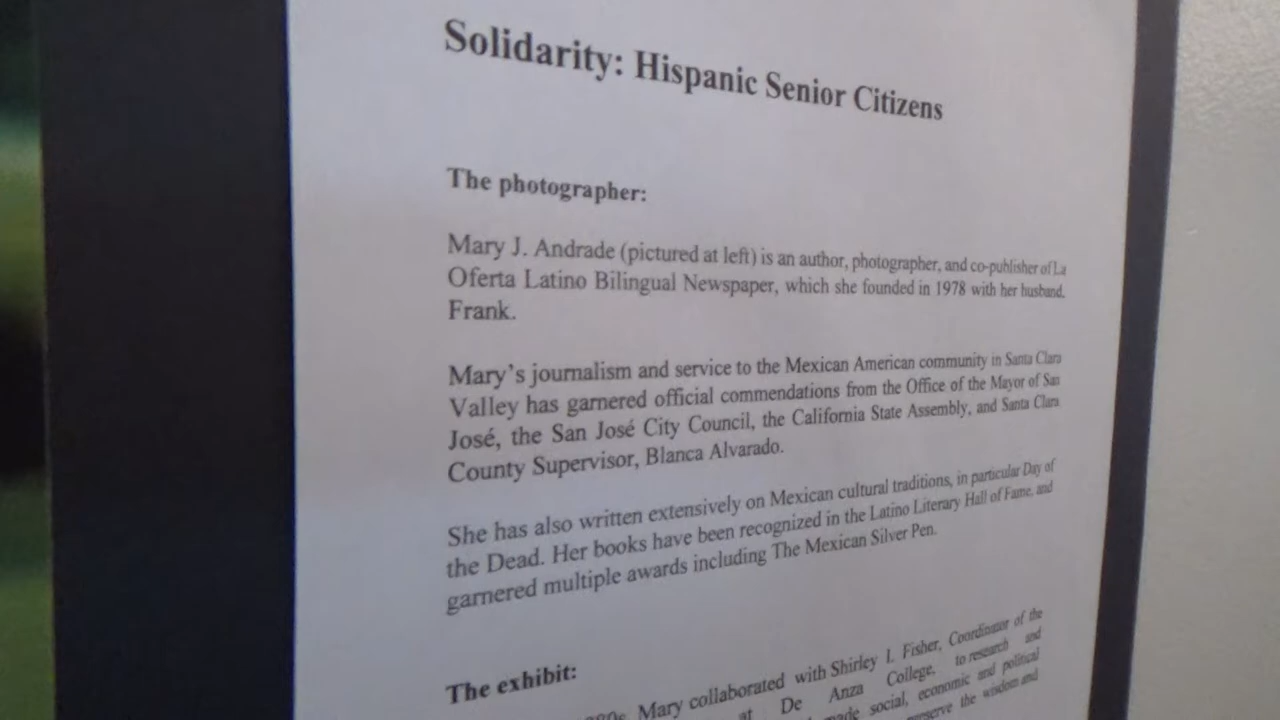 Solidarity: Hispanic Senior Citizens
The photographer:
Mary J. Andrade (pictured at left) is an author, photographer, and co-publisher of La
Oferta Latino Bilingual Newspaper, which she founded in 1978 with her husband,
Frank.
Mary's journalism and service to the Mexican American community in Santa Clara
Valley has garnered official commendations from the Office of the Mayor of San
José, the San José City Council, the California State Assembly, and Santa Clara
County Supervisor, Blanca Alvarado.
She has also written extensively on Mexican cultural traditions, in particular Day of
the Dead. Her books have been recognized in the Latino Literary Hall of Fame, and
garnered multiple awards including The Mexican Silver Pen.
The exhibit:
Mary collaborated with Shirley L. Fisher, Coordinator of the
at De Anza College, to research and
made social, economic and political
the wisdom and